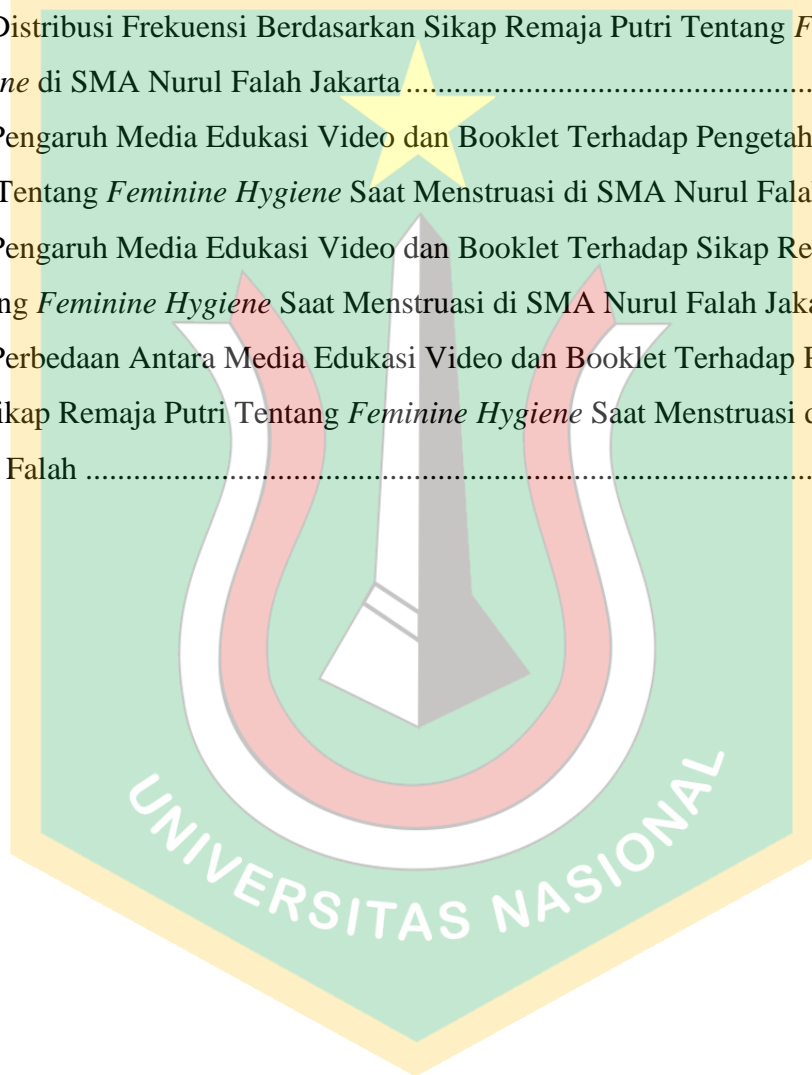 Distribusi Frekuensi Berdasarkan Sikap Remaja Putri Tentang F
ne di SMA Nurul Falah Jakarta ..........................................................................
Pengaruh Media Edukasi Video dan Booklet Terhadap Pengetah
Tentang Feminine Hygiene Saat Menstruasi di SMA Nurul Falah
Pengaruh Media Edukasi Video dan Booklet Terhadap Sikap Re
ng Feminine Hygiene Saat Menstruasi di SMA Nurul Falah Jaka
Perbedaan Antara Media Edukasi Video dan Booklet Terhadap P
ikap Remaja Putri Tentang Feminine Hygiene Saat Menstruasi d
Falah ..............................................................................................................
UNIVERSITAS NASIONAL